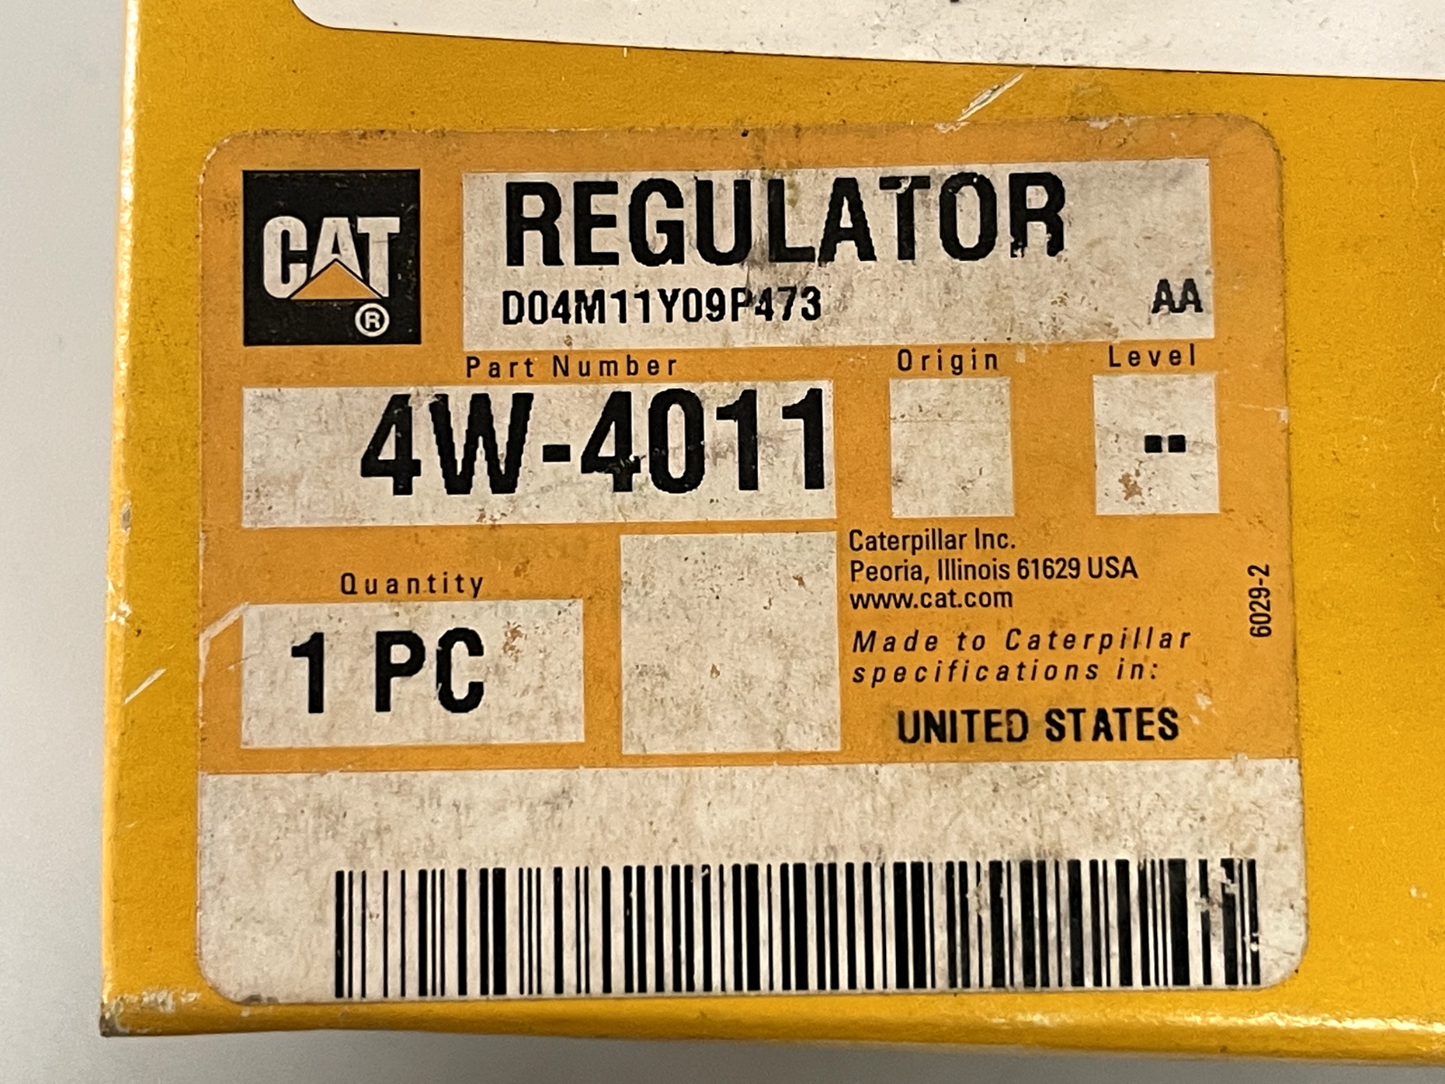 CAT
®
REGULATOR
D04M11Y09P473 AA
Part Number Origin Level
4W-4011 --
Caterpillar Inc.
Peoria, Illinois 61629 USA
www.cat.com
Quantity
1 PC
Made to Caterpillar
specifications in:
UNITED STATES
6029-2